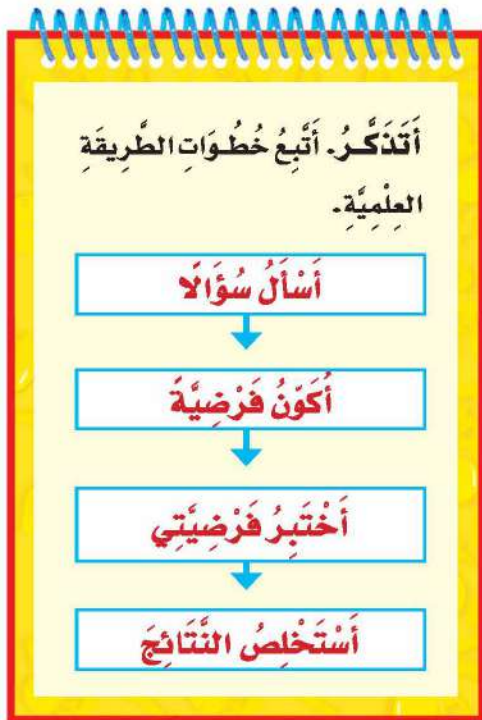 أَتَذَكَّرُ. أَتَّبِعُ خُطُوَاتِ الطَّرِيقَةِ
العِلْمِيَّةِ.
أَسْأَلُ سُؤَالًا
أُكَوِّنُ فَرْضِيَّةً
أَخْتَبِرُ فَرْضِيَّتِي
أَسْتَخْلِصُ النَّتَائِجَ